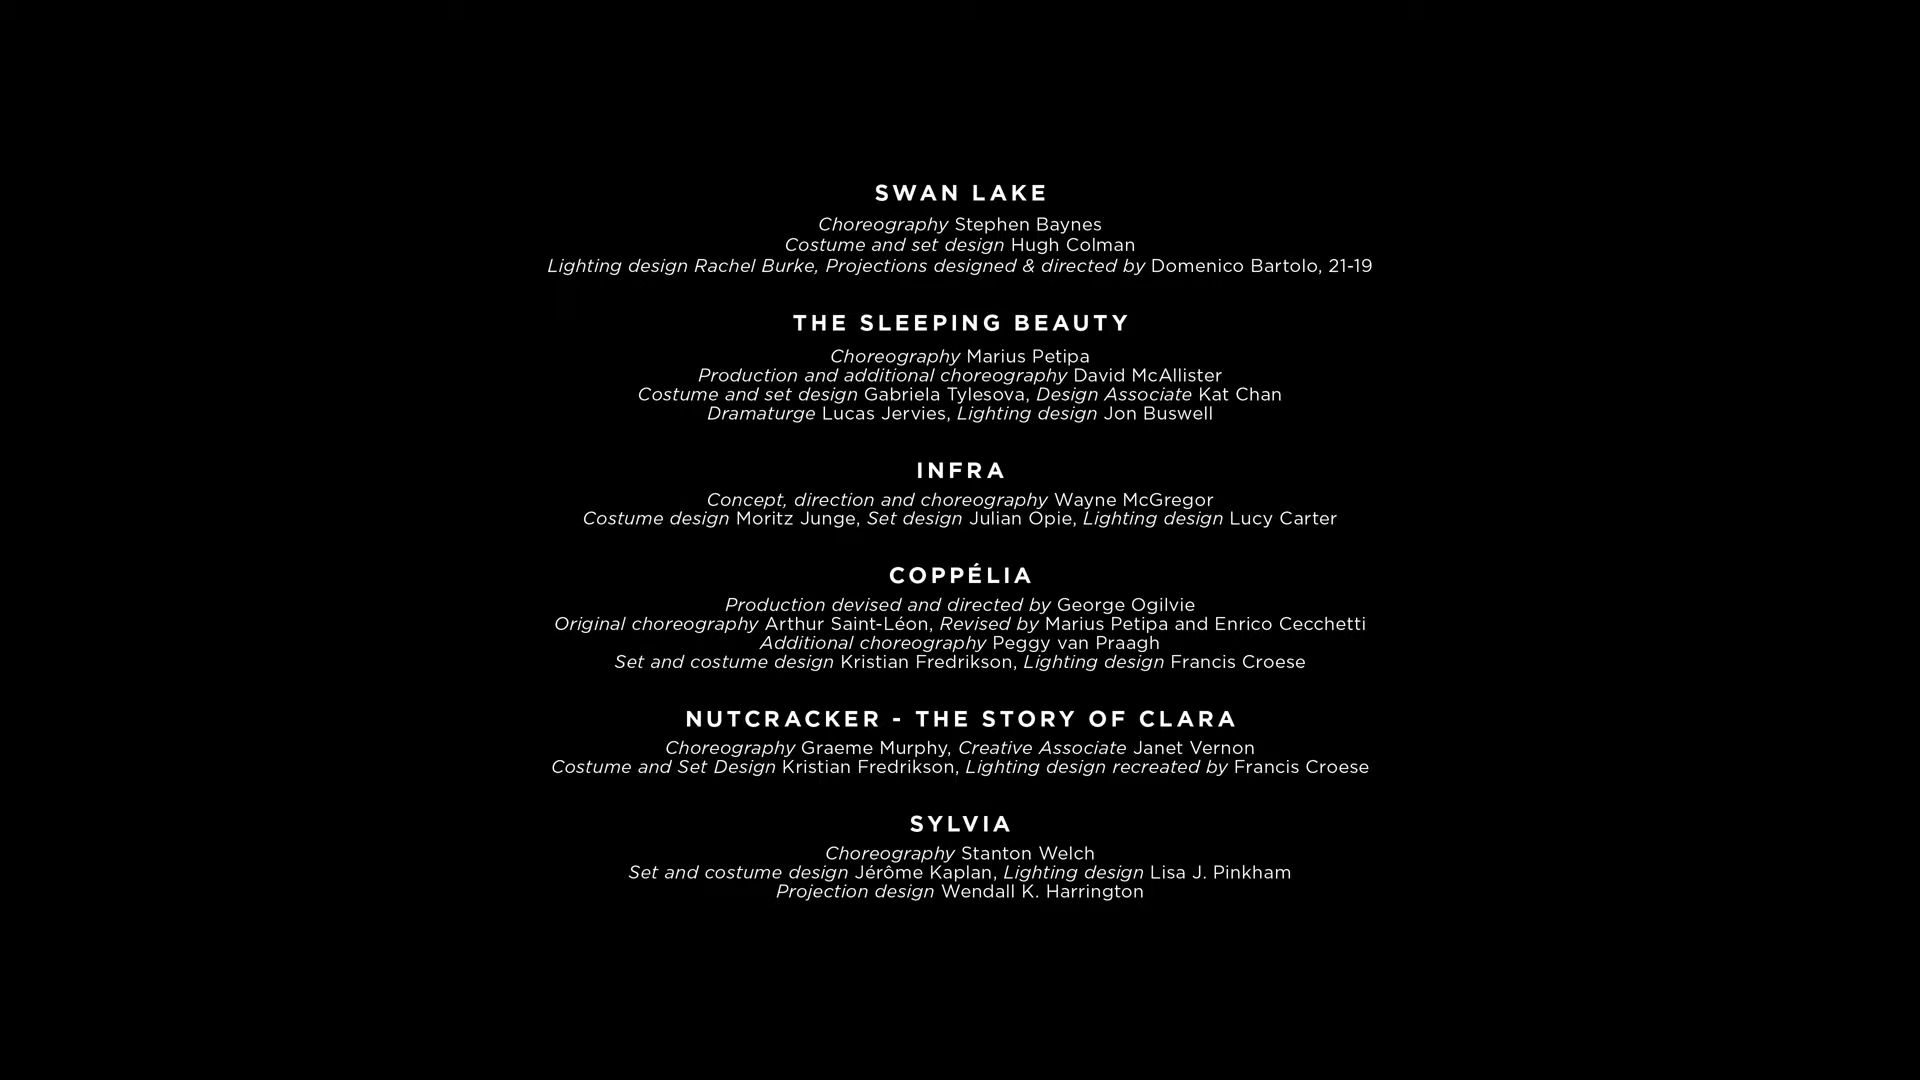 SWAN LAKE
Choreography Stephen Baynes
Costume and set design Hugh Colman
Lighting design Rachel Burke, Projections designed & directed by Domenico Bartolo, 21-19
THE SLEEPING BEAUTY
Choreography Marius Petipa
Production and additional choreography David McAllister
Costume and set design Gabriela Tylesova, Design Associate Kat Chan
Dramaturge Lucas Jervies, Lighting design Jon Buswell
INFRA
Concept, direction and choreography Wayne McGregor
Costume design Moritz Junge, Set design Julian Opie, Lighting design Lucy Carter
COPPÉLIA
Production devised and directed by George Ogilvie
Original choreography Arthur Saint-Léon, Revised by Marius Petipa and Enrico Cecchetti
Additional choreography Peggy van Praagh
Set and costume design Kristian Fredrikson, Lighting design Francis Croese
NUTCRACKER - THE STORY OF CLARA
Choreography Graeme Murphy, Creative Associate Janet Vernon
Costume and Set Design Kristian Fredrikson, Lighting design recreated by Francis Croese
SYLVIA
Choreography Stanton Welch
Set and costume design Jérôme Kaplan, Lighting design Lisa J. Pinkham
Projection design Wendall K. Harrington